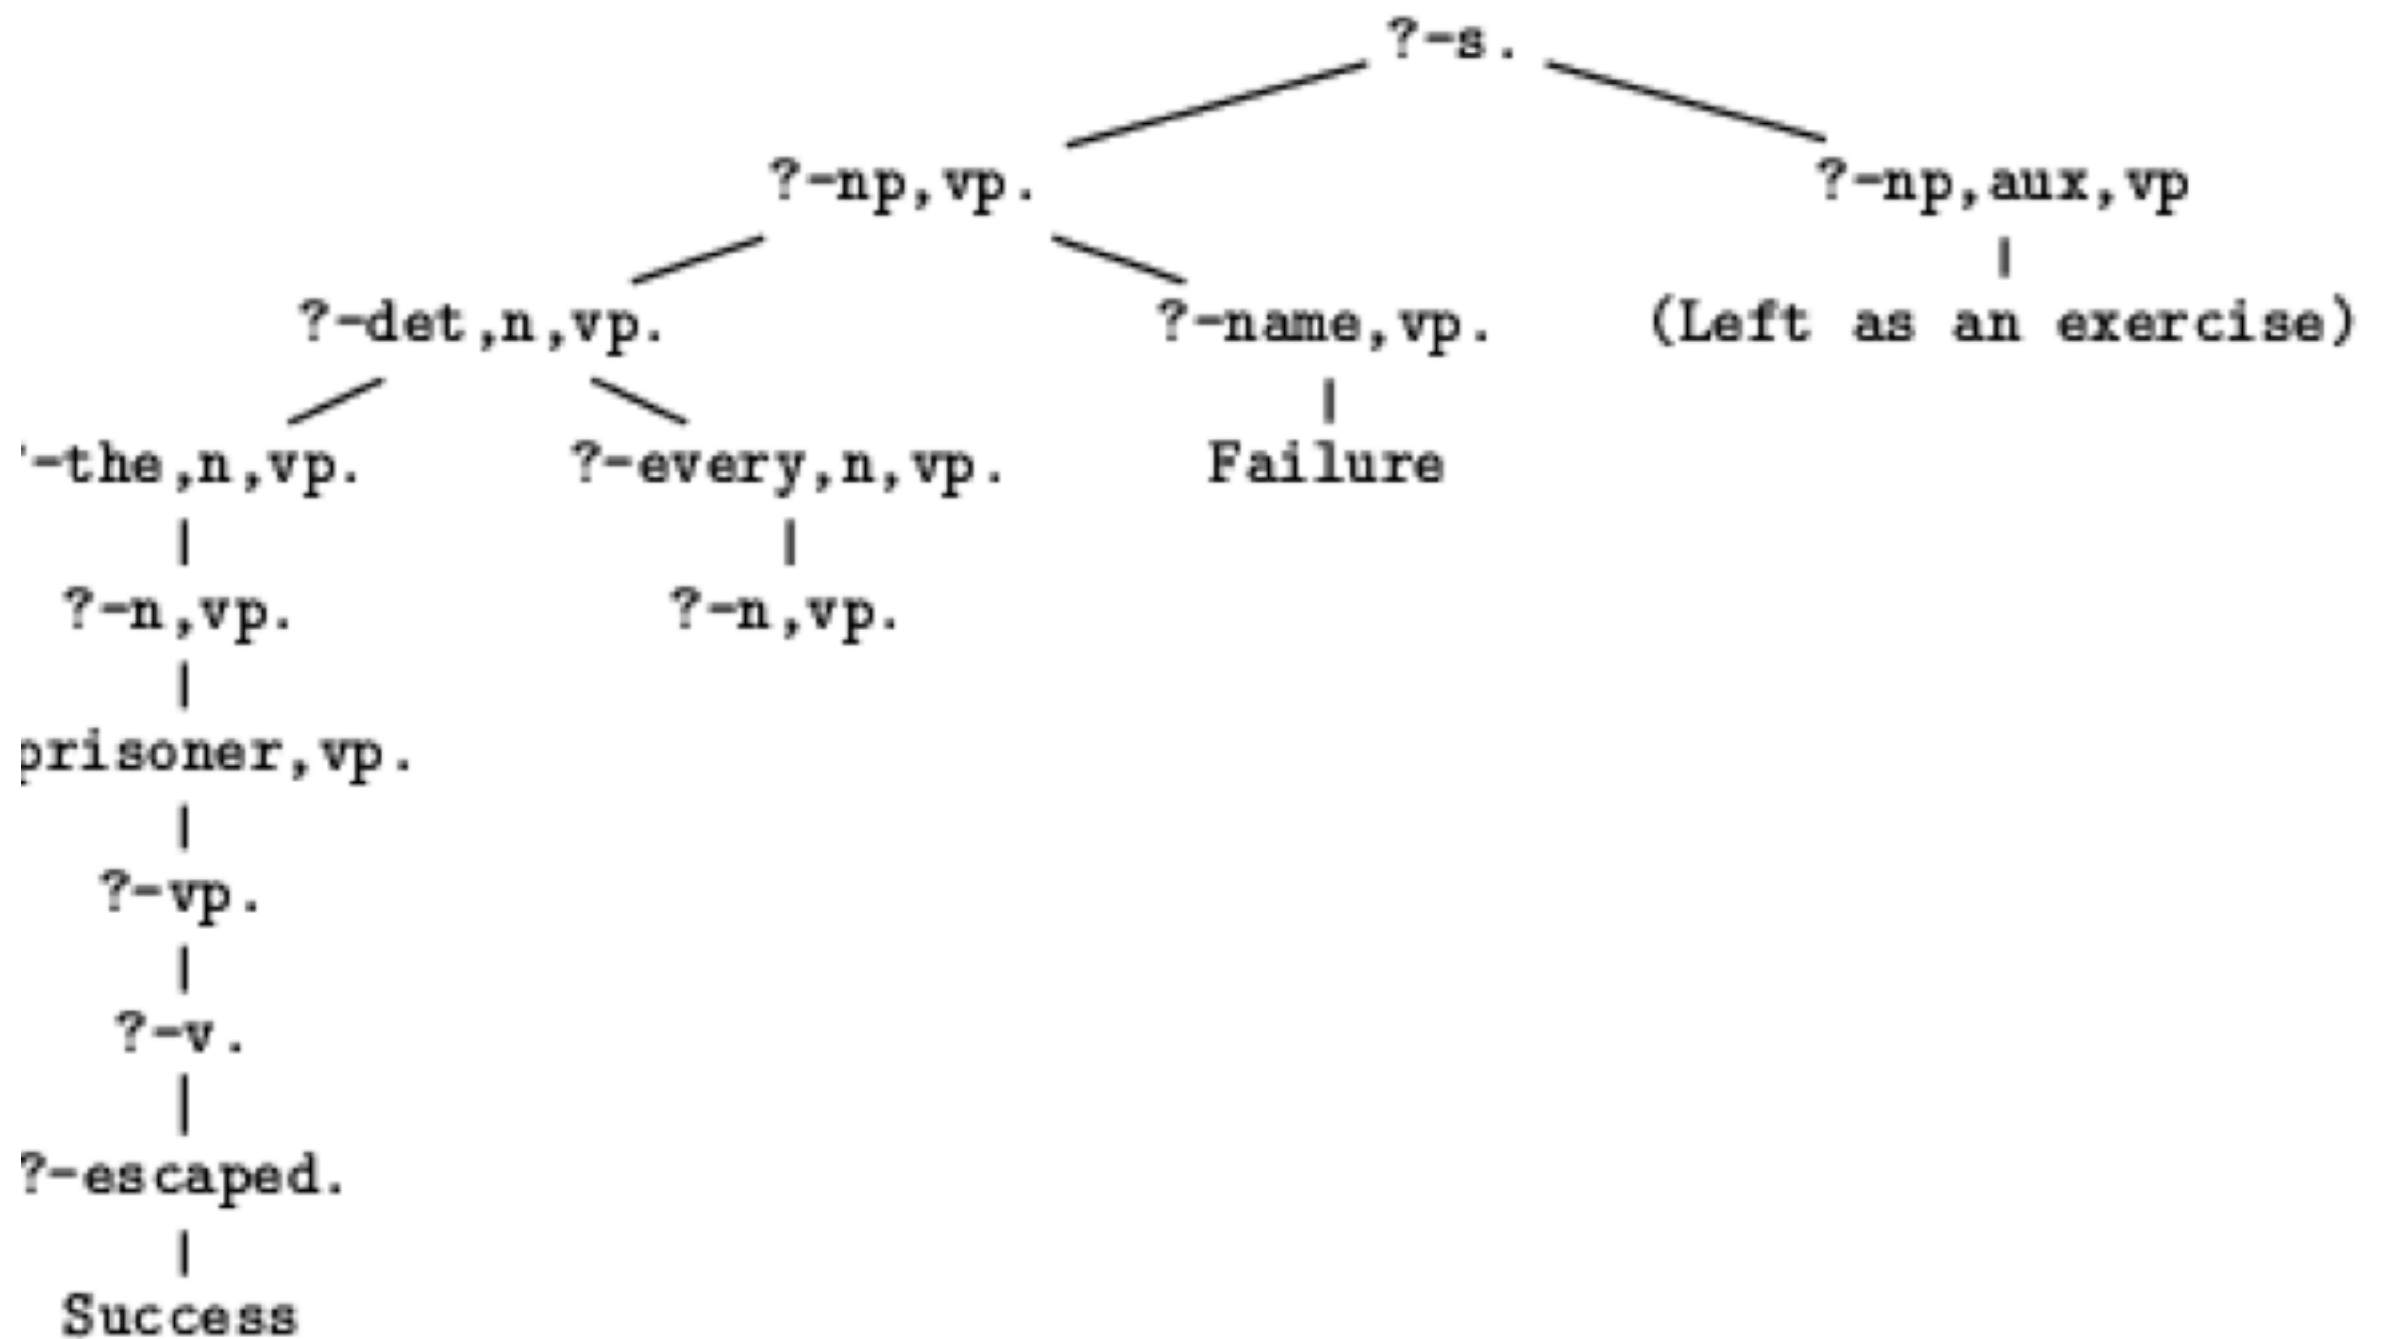 ?-s.
?-np,vp. ?-np,aux,vp
?-det,n,vp. ?-name,vp. (Left as an exercise)
-the,n,vp. ?-every,n,vp. Failure
?-n,vp. ?-n,vp.
prisoner,vp.
?-vp.
?-v.
?-escaped.
Success